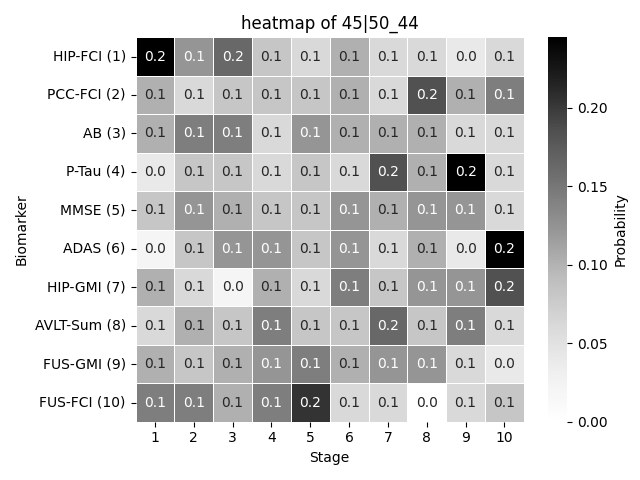 heatmap of 45|50_44
HIP-FCI (1) 0.2 0.1 0.2 0.1 0.1 0.1 0.1 0.1 0.0 0.1
PCC-FCI (2) 0.1 0.1 0.1 0.1 0.1 0.1 0.1 0.2 0.1 0.1
AB (3) 0.1 0.1 0.1 0.1 0.1 0.1 0.1 0.1 0.1 0.1
P-Tau (4) 0.0 0.1 0.1 0.1 0.1 0.1 0.2 0.1 0.2 0.1
MMSE (5) 0.1 0.1 0.1 0.1 0.1 0.1 0.1 0.1 0.1 0.1
ADAS (6) 0.0 0.1 0.1 0.1 0.1 0.1 0.1 0.1 0.0 0.2
HIP-GMI (7) 0.1 0.1 0.0 0.1 0.1 0.1 0.1 0.1 0.1 0.2
AVLT-Sum (8) 0.1 0.1 0.1 0.1 0.1 0.1 0.2 0.1 0.1 0.1
FUS-GMI (9) 0.1 0.1 0.1 0.1 0.1 0.1 0.1 0.1 0.1 0.0
FUS-FCI (10) 0.1 0.1 0.1 0.1 0.2 0.1 0.1 0.0 0.1 0.1
1 2 3 4 5 6 7 8 9 10
Stage
Biomarker
0.20
0.15
0.10
0.05
0.00
Probability